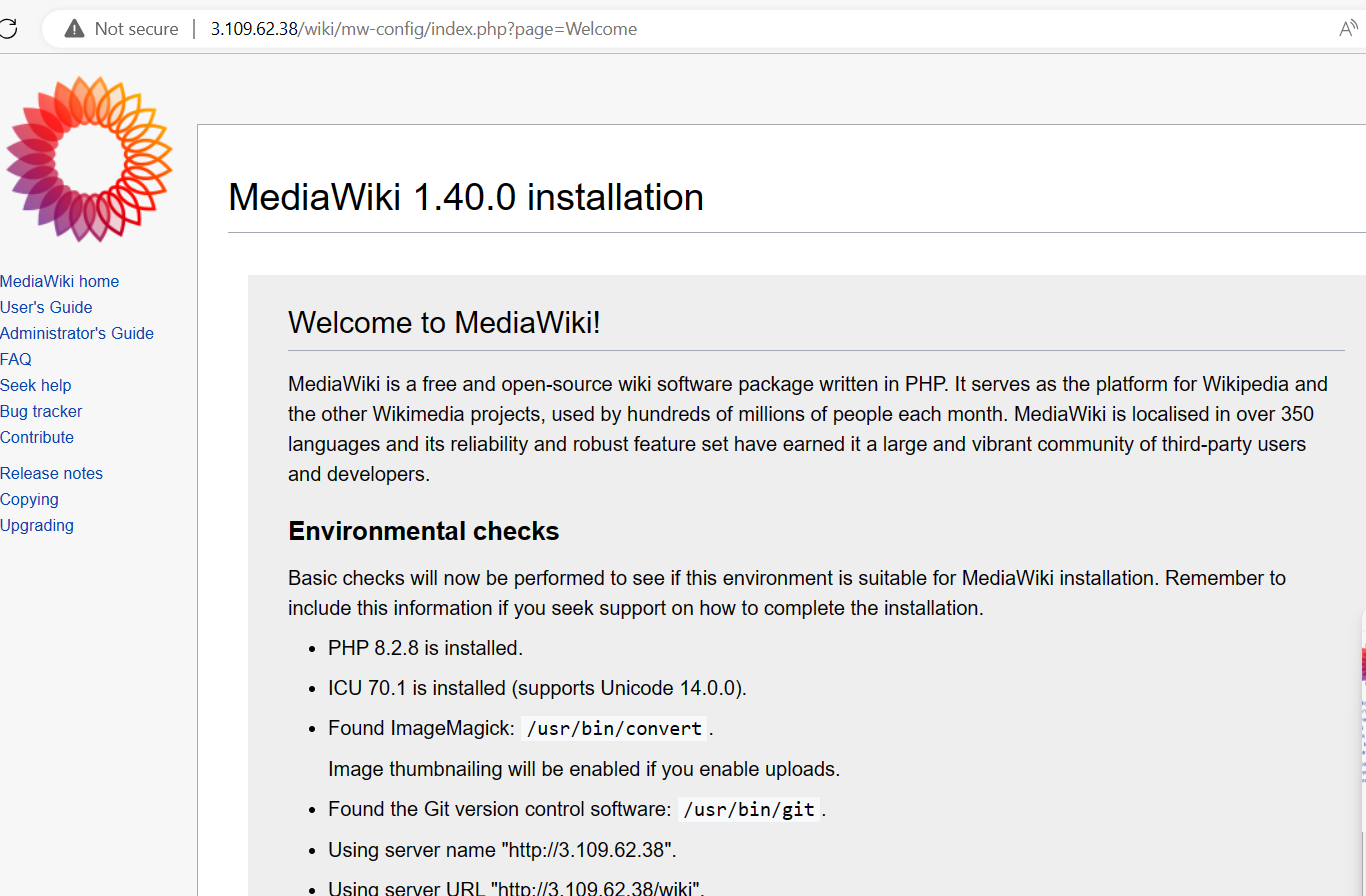 Not secure | 3.109.62.38/wiki/mw-config/index.php?page=Welcome
MediaWiki home
User's Guide
Administrator's Guide
FAQ
Seek help
Bug tracker
Contribute
Release notes
Copying
Upgrading
MediaWiki 1.40.0 installation
Welcome to MediaWiki!
MediaWiki is a free and open-source wiki software package written in PHP. It serves as the platform for Wikipedia and
the other Wikimedia projects, used by hundreds of millions of people each month. MediaWiki is localised in over 350
languages and its reliability and robust feature set have earned it a large and vibrant community of third-party users
and developers.
Environmental checks
Basic checks will now be performed to see if this environment is suitable for MediaWiki installation. Remember to
include this information if you seek support on how to complete the installation.
• PHP 8.2.8 is installed.
• ICU 70.1 is installed (supports Unicode 14.0.0).
• Found ImageMagick: /usr/bin/convert.
Image thumbnailing will be enabled if you enable uploads.
• Found the Git version control software: /usr/bin/git.
• Using server name "http://3.109.62.38".
• Using server URL "http://3.109.62.38/wiki".